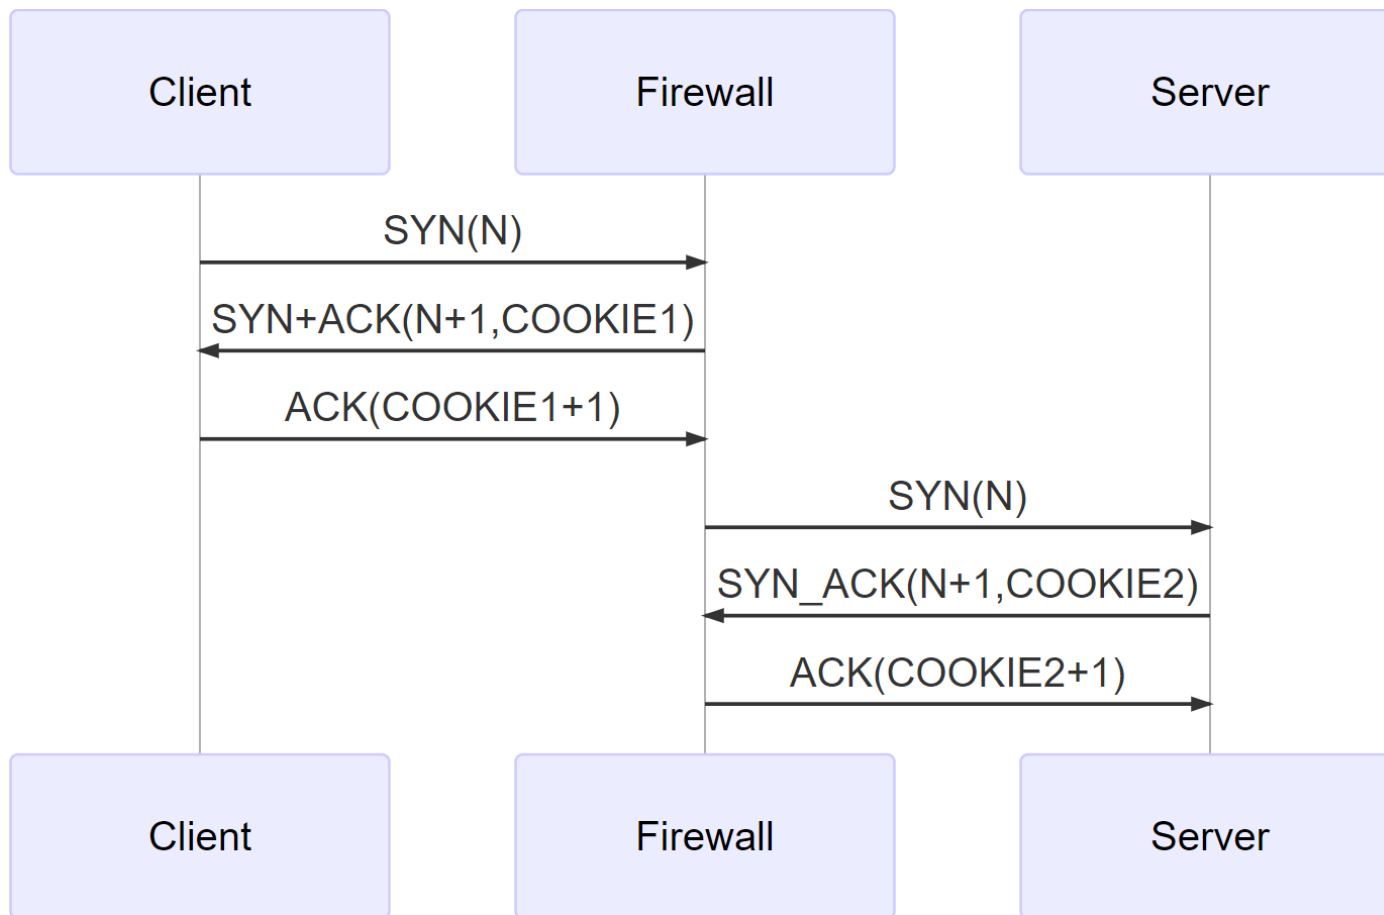 Client
Firewall
Server
SYN(N)
SYN+ACK(N+1,COOKIE1)
ACK(COOKIE1+1)
SYN(N)
SYN_ACK(N+1,COOKIE2)
ACK(COOKIE2+1)
Client
Firewall
Server